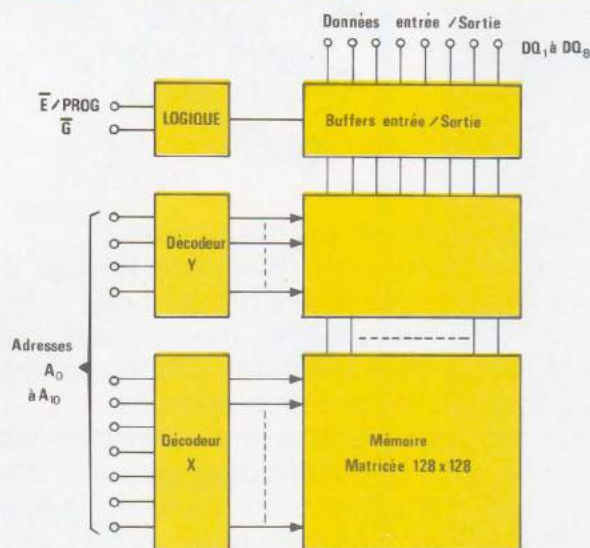 Données entrée / Sortie
DQ₁ à DQ₈
E̅ / PROG
G̅
LOGIQUE
Buffers entrée / Sortie
Décodeur
Y
Adresses
A₀
à A₁₀
Décodeur
X
Mémoire
Matricée 128 x 128